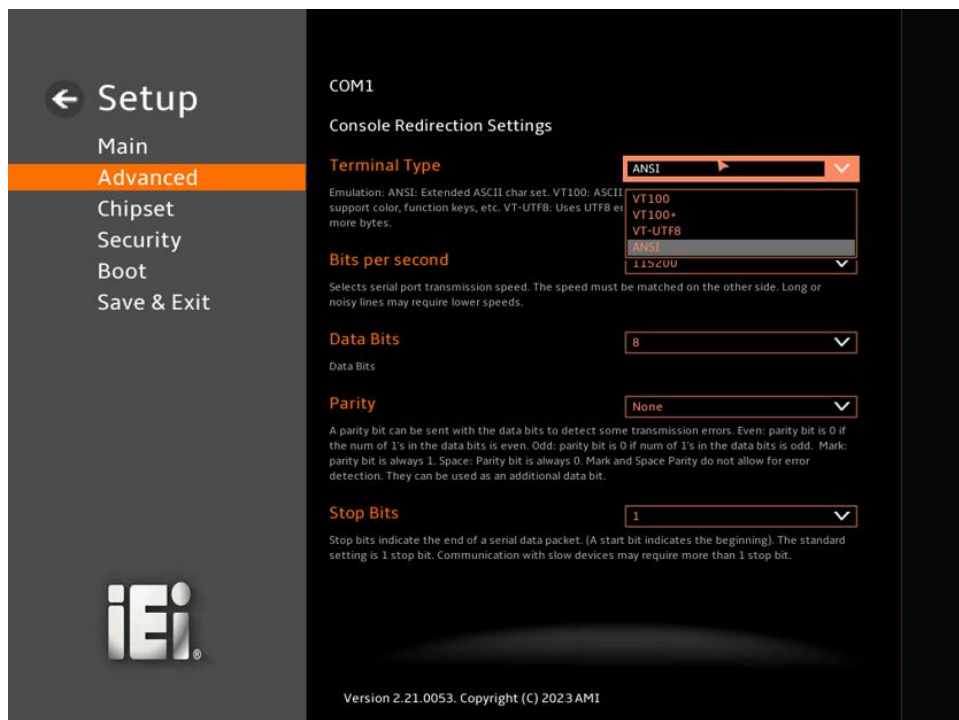 Setup
Main
Advanced
Chipset
Security
Boot
Save & Exit
iEi®
COM1
Console Redirection Settings
Terminal Type
ANSI
Emulation: ANSI: Extended ASCII char set. VT100: ASCII
support color, function keys, etc. VT-UTF8: Uses UTF8
more bytes.
VT100
VT100+
VT-UTF8
ANSI
Bits per second
115200
Selects serial port transmission speed. The speed must be matched on the other side. Long or
noisy lines may require lower speeds.
Data Bits
8
Data Bits
Parity
None
A parity bit can be sent with the data bits to detect some transmission errors. Even: parity bit is 0 if
the num of 1's in the data bits is even. Odd: parity bit is 0 if num of 1's in the data bits is odd. Mark:
parity bit is always 1. Space: Parity bit is always 0. Mark and Space Parity do not allow for error
detection. They can be used as an additional data bit.
Stop Bits
1
Stop bits indicate the end of a serial data packet. (A start bit indicates the beginning). The standard
setting is 1 stop bit. Communication with slow devices may require more than 1 stop bit.
Version 2.21.0053. Copyright (C) 2023 AMI